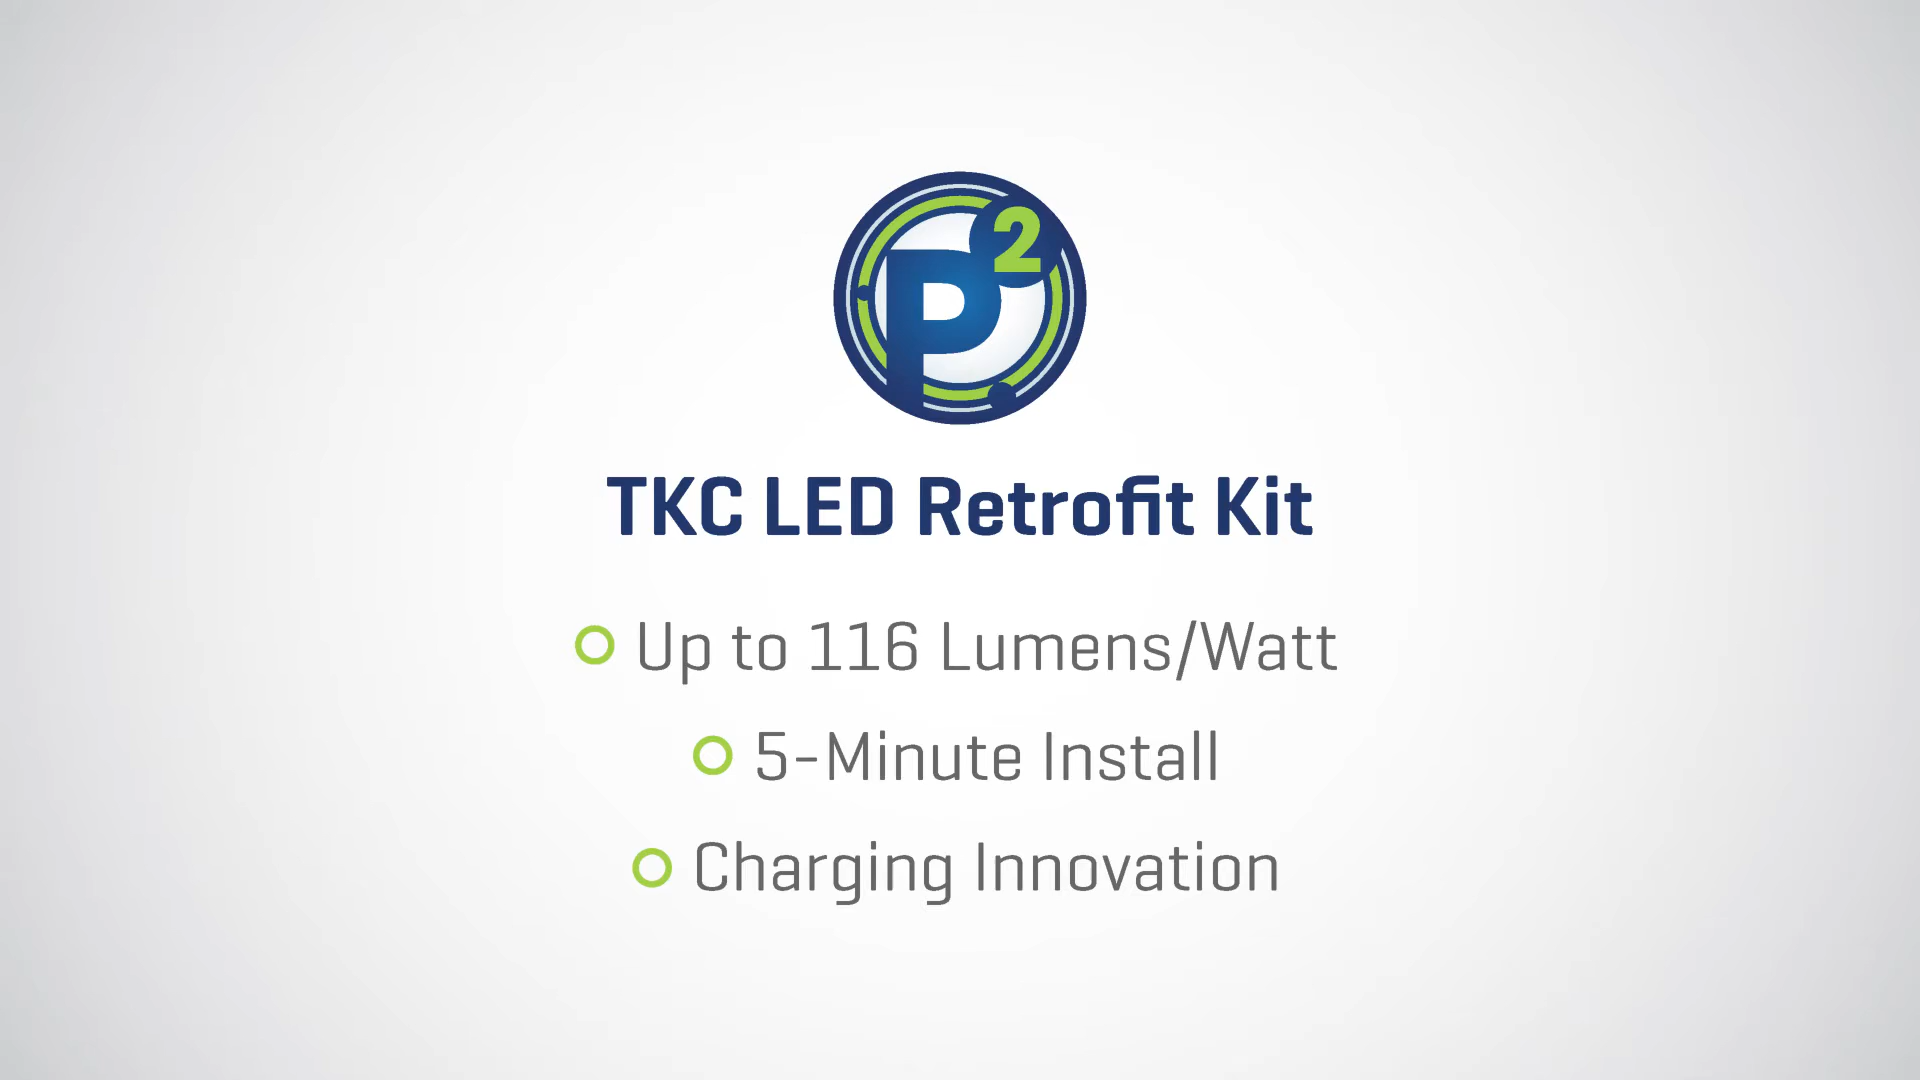 P2
TKC LED Retrofit Kit
Up to 116 Lumens/Watt
5-Minute Install
Charging Innovation